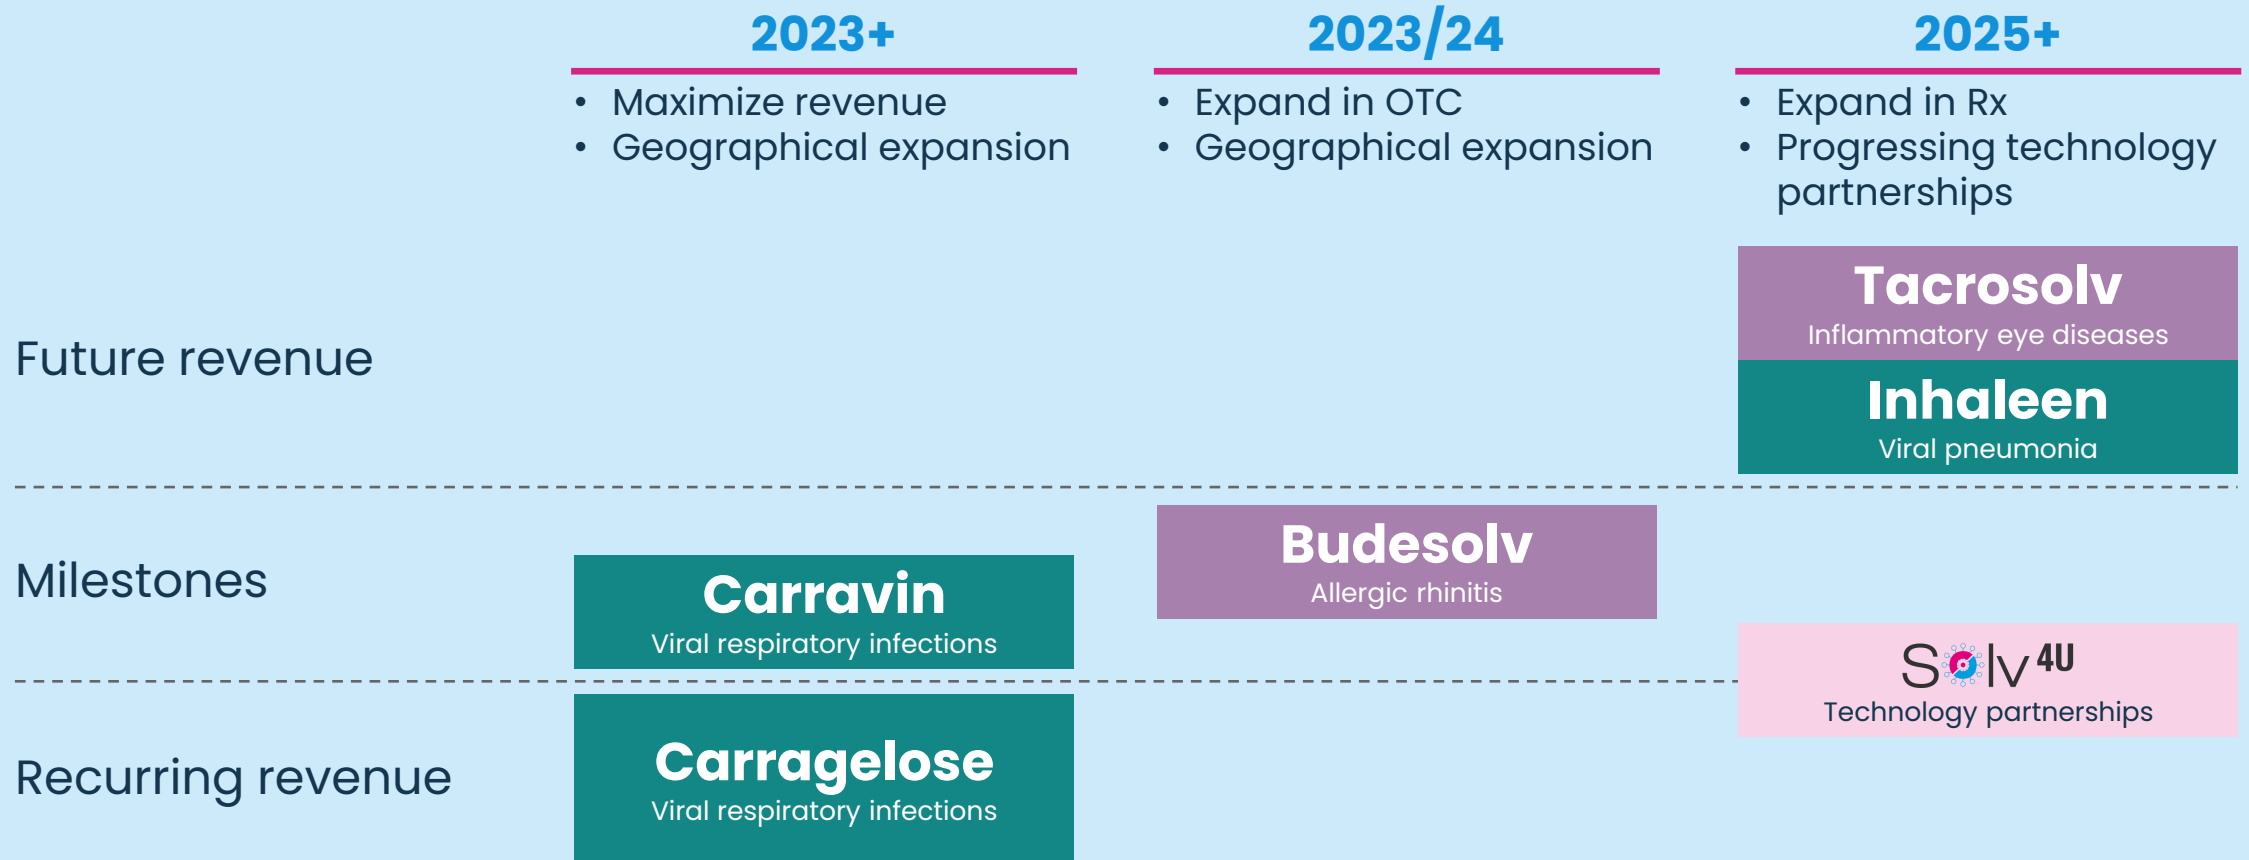 2023+
2023/24
2025+
• Maximize revenue
• Geographical expansion
• Expand in OTC
• Geographical expansion
• Expand in Rx
• Progressing technology
partnerships
Future revenue
Tacrosolv
Inflammatory eye diseases
Inhaleen
Viral pneumonia
Milestones
Carravin
Viral respiratory infections
Budesolv
Allergic rhinitis
Solv 4U
Technology partnerships
Recurring revenue
Carragelose
Viral respiratory infections